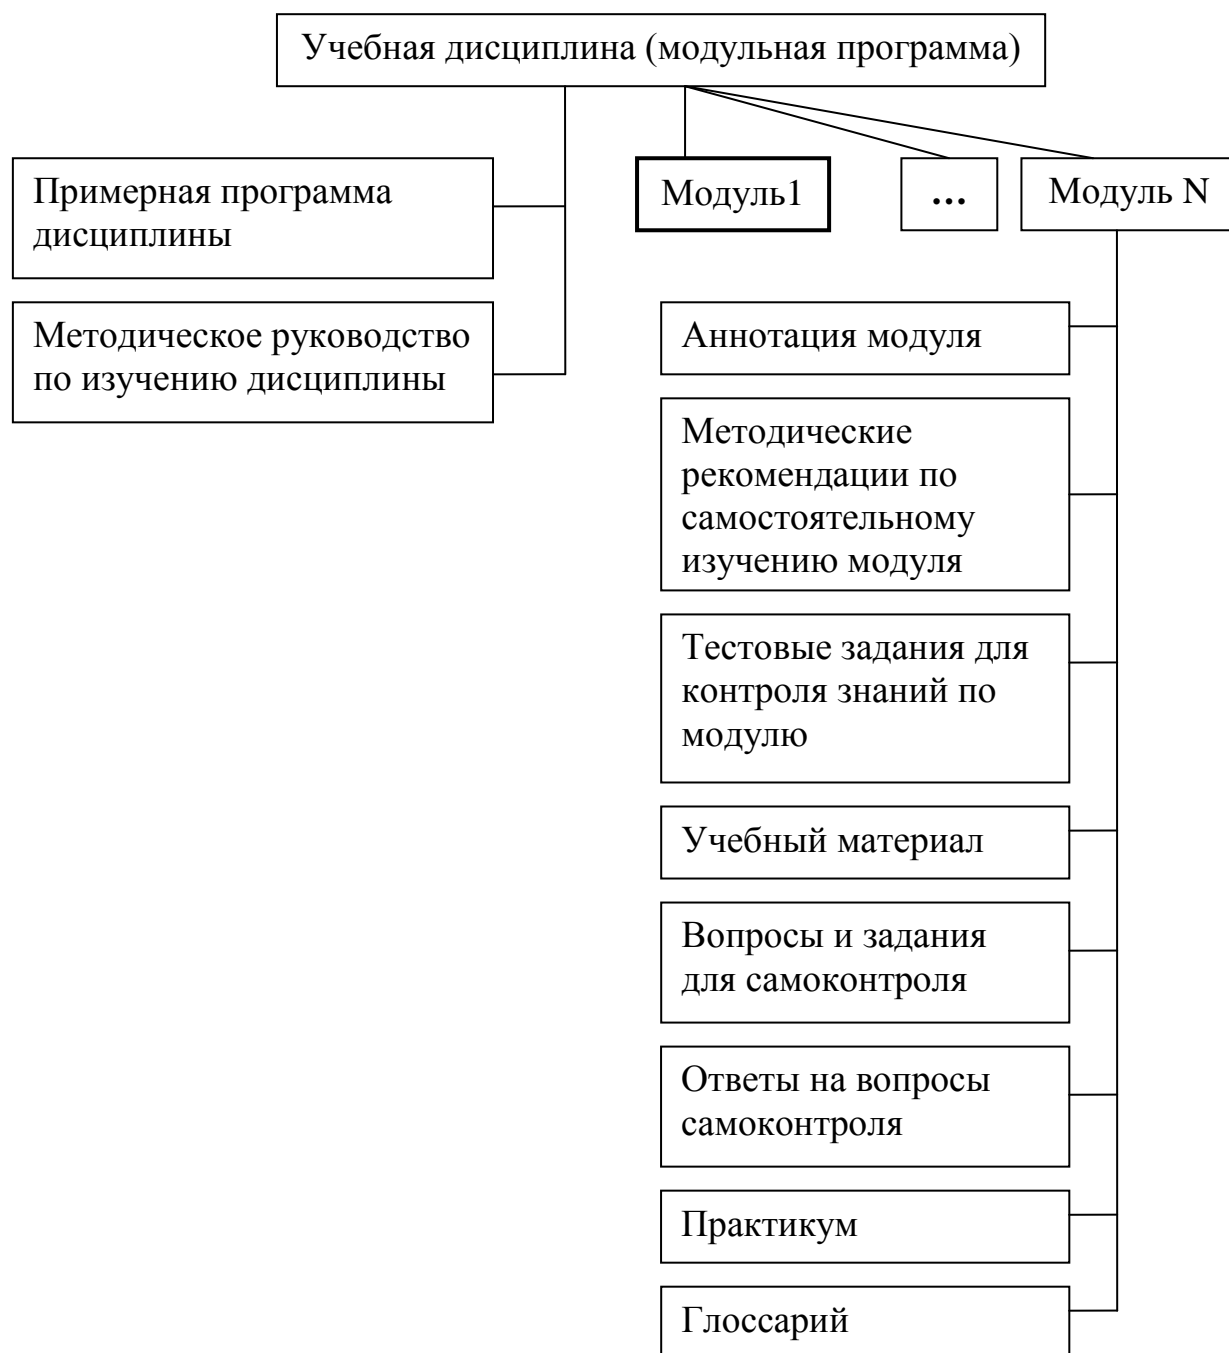 Учебная дисциплина (модульная программа)
Примерная программа
дисциплины
Модуль1
...
Модуль N
Методическое руководство
по изучению дисциплины
Аннотация модуля
Методические
рекомендации по
самостоятельному
изучению модуля
Тестовые задания для
контроля знаний по
модулю
Учебный материал
Вопросы и задания
для самоконтроля
Ответы на вопросы
самоконтроля
Практикум
Глоссарий